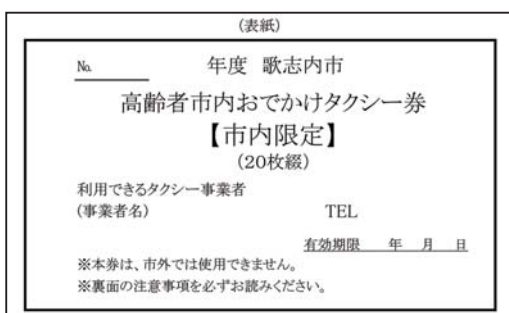 (表紙)
№
年度 歌志内市
高齢者市内おでかけタクシー券
【市内限定】
(20枚綴)
利用できるタクシー事業者
(事業者名) TEL
有効期限 年 月 日
※本券は、市外では使用できません。
※裏面の注意事項を必ずお読みください。